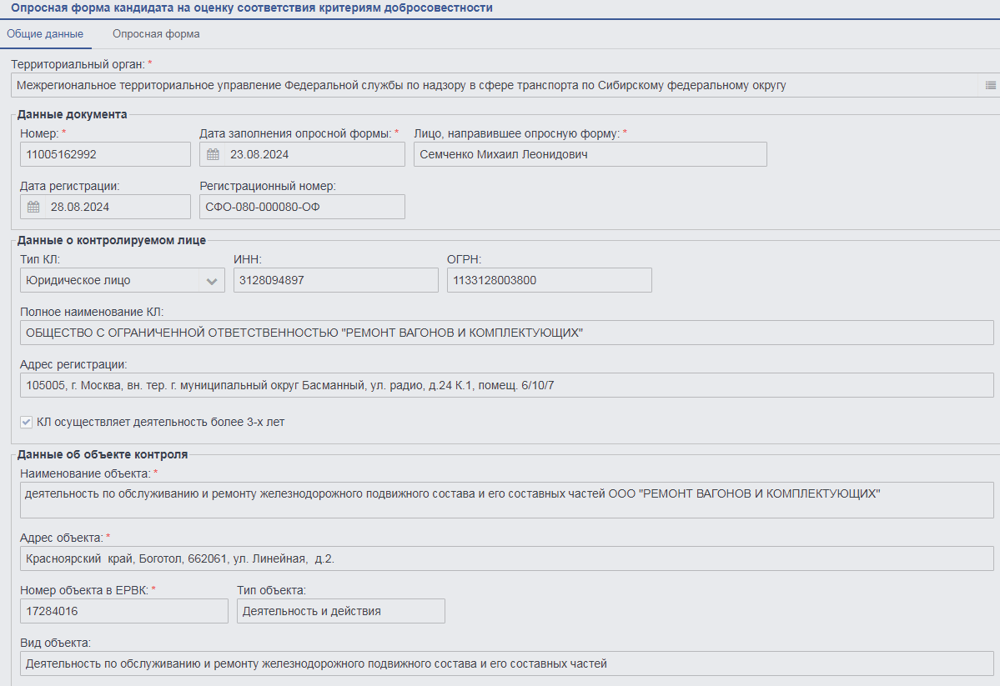 Опросная форма кандидата на оценку соответствия критериям добросовестности
Общие данные Опросная форма
Территориальный орган: *
Межрегиональное территориальное управление Федеральной службы по надзору в сфере транспорта по Сибирскому федеральному округу
Данные документа
Номер: * Дата заполнения опросной формы: * Лицо, направившее опросную форму: *
11005162992 23.08.2024 Семченко Михаил Леонидович
Дата регистрации: Регистрационный номер:
28.08.2024 СФО-080-000080-ОФ
Данные о контролируемом лице
Тип КЛ: ИНН: ОГРН:
Юридическое лицо 3128094897 1133128003800
Полное наименование КЛ:
ОБЩЕСТВО С ОГРАНИЧЕННОЙ ОТВЕТСТВЕННОСТЬЮ "РЕМОНТ ВАГОНОВ И КОМПЛЕКТУЮЩИХ"
Адрес регистрации:
105005, г. Москва, вн. тер. г. муниципальный округ Басманный, ул. радио, д.24 К.1, помещ. 6/10/7
КЛ осуществляет деятельность более 3-х лет
Данные об объекте контроля
Наименование объекта: *
деятельность по обслуживанию и ремонту железнодорожного подвижного состава и его составных частей ООО "РЕМОНТ ВАГОНОВ И КОМПЛЕКТУЮЩИХ"
Адрес объекта: *
Красноярский  край, Боготол, 662061, ул. Линейная,  д.2.
Номер объекта в ЕРВК: * Тип объекта:
17284016 Деятельность и действия
Вид объекта:
Деятельность по обслуживанию и ремонту железнодорожного подвижного состава и его составных частей